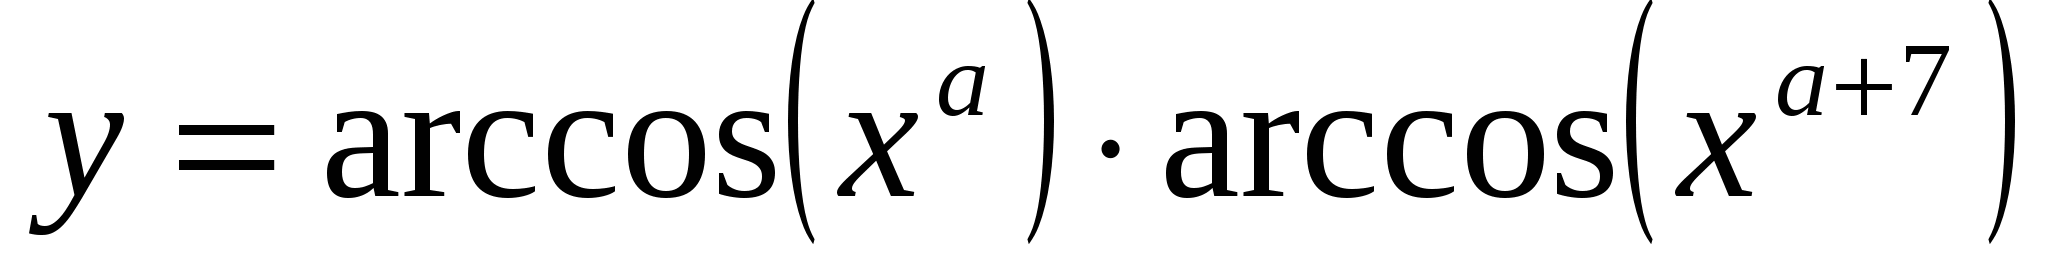 y = arccos(x^a) · arccos(x^{a+7})